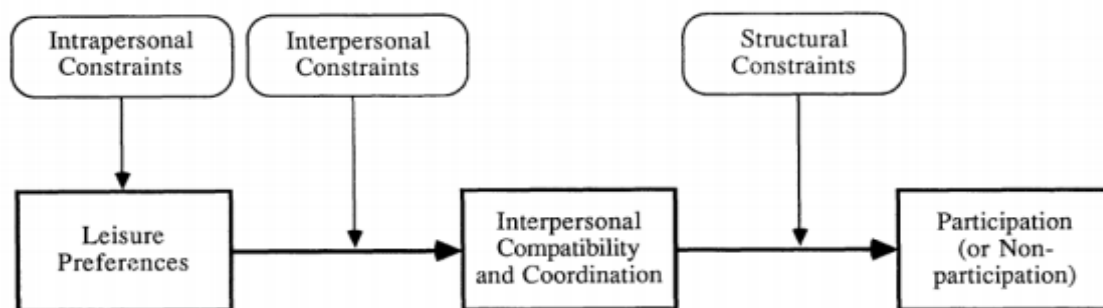 Intrapersonal
Constraints
Interpersonal
Constraints
Structural
Constraints
Leisure
Preferences
Interpersonal
Compatibility
and Coordination
Participation
(or Non-
participation)